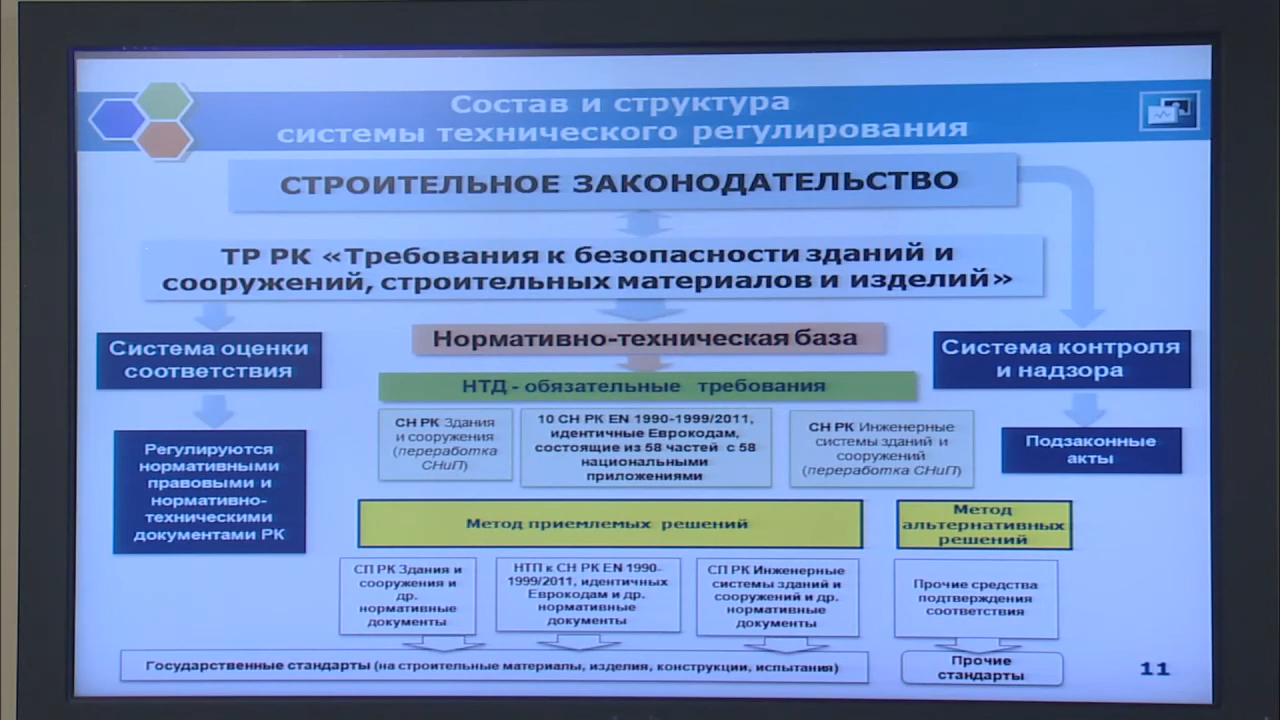 Состав и структура
системы технического регулирования
СТРОИТЕЛЬНОЕ ЗАКОНОДАТЕЛЬСТВО
ТР РК «Требования к безопасности зданий и
сооружений, строительных материалов и изделий»
Система оценки
соответствия
Нормативно-техническая база
Система контроля
и надзора
НТД - обязательные требования
СН РК Здания
и сооружения
(переработка
СНиП)
10 СН РК EN 1990-1999/2011,
идентичные Еврокодам,
состоящие из 58 частей с 58
национальными
приложениями
СН РК Инженерные
системы зданий и
сооружений
(переработка СНиП)
Подзаконные
акты
Регулируются
нормативными
правовыми и
нормативно-
техническими
документами РК
Метод приемлемых решений
Метод
альтернативных
решений
СП РК Здания и
сооружения и
др.
нормативные
документы
НТП к СН РК EN 1990-
1999/2011, идентичных
Еврокодам и др.
нормативные
документы
СП РК Инженерные
системы зданий и
сооружений и др.
нормативные
документы
Прочие средства
подтверждения
соответствия
Государственные стандарты (на строительные материалы, изделия, конструкции, испытания)
Прочие
стандарты
11